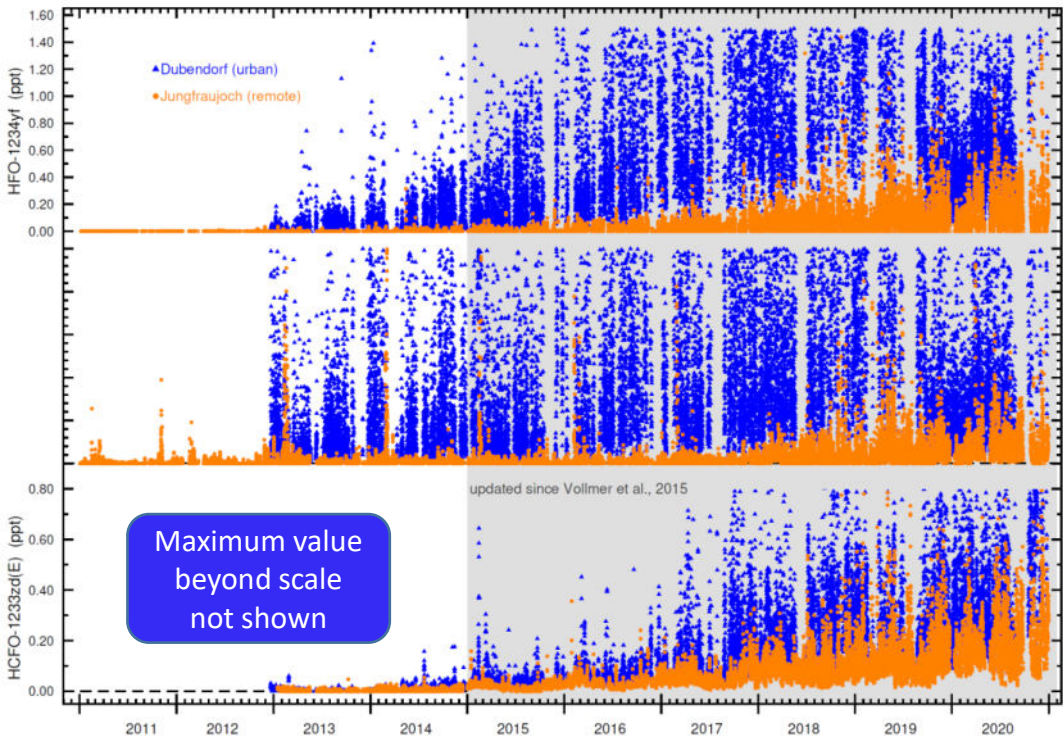 1.60
1.40
1.20
1.00
0.80
0.60
0.40
0.20
0.00
HFO-1234yf (ppt)
Dubendorf (urban)
Jungfraujoch (remote)
updated since Vollmer et al., 2015
0.80
0.60
0.40
0.20
0.00
HCFO-1233zd(E) (ppt)
Maximum value
beyond scale
not shown
2011 2012 2013 2014 2015 2016 2017 2018 2019 2020